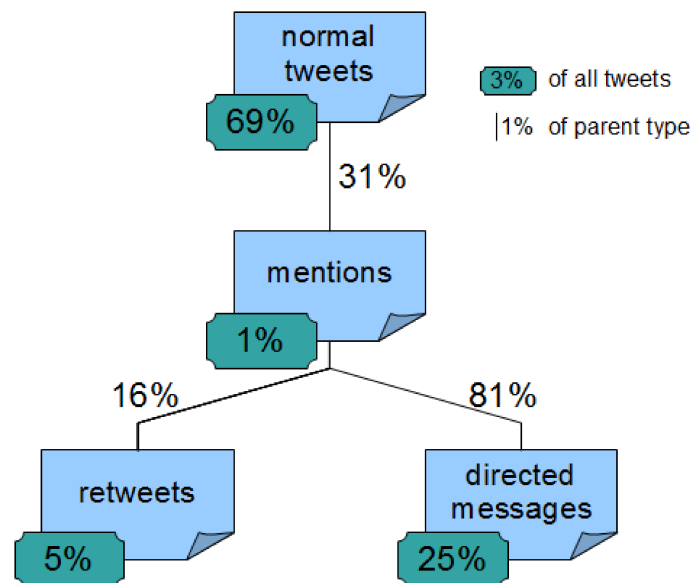 normal
tweets
69%
3% of all tweets
1% of parent type
31%
mentions
1%
16%
81%
retweets
5%
directed
messages
25%